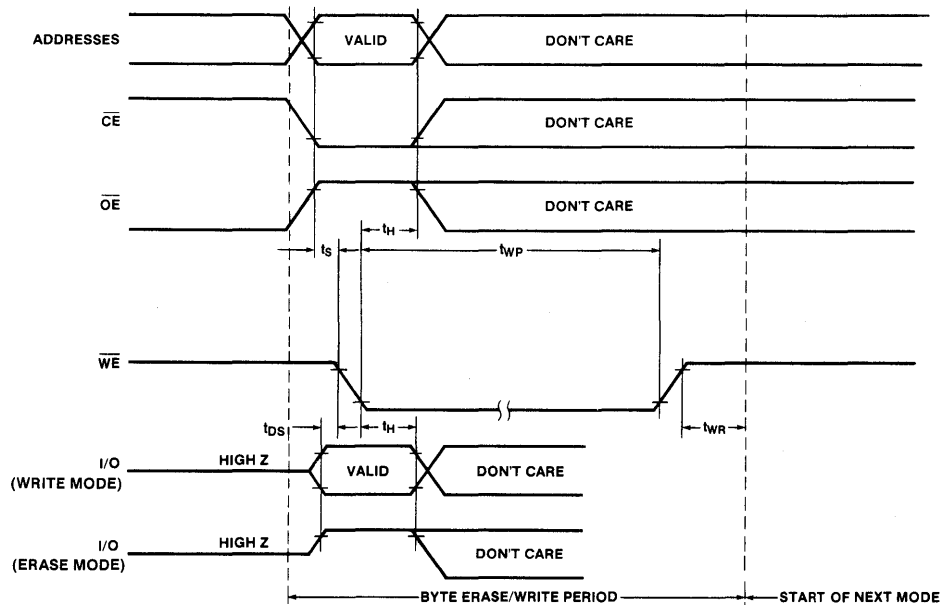 ADDRESSES
VALID
DON'T CARE
CE
DON'T CARE
OE
DON'T CARE
tS
tH
tWP
WE
tDS
tH
tWR
I/O
(WRITE MODE)
HIGH Z
VALID
DON'T CARE
I/O
(ERASE MODE)
HIGH Z
DON'T CARE
BYTE ERASE/WRITE PERIOD
START OF NEXT MODE